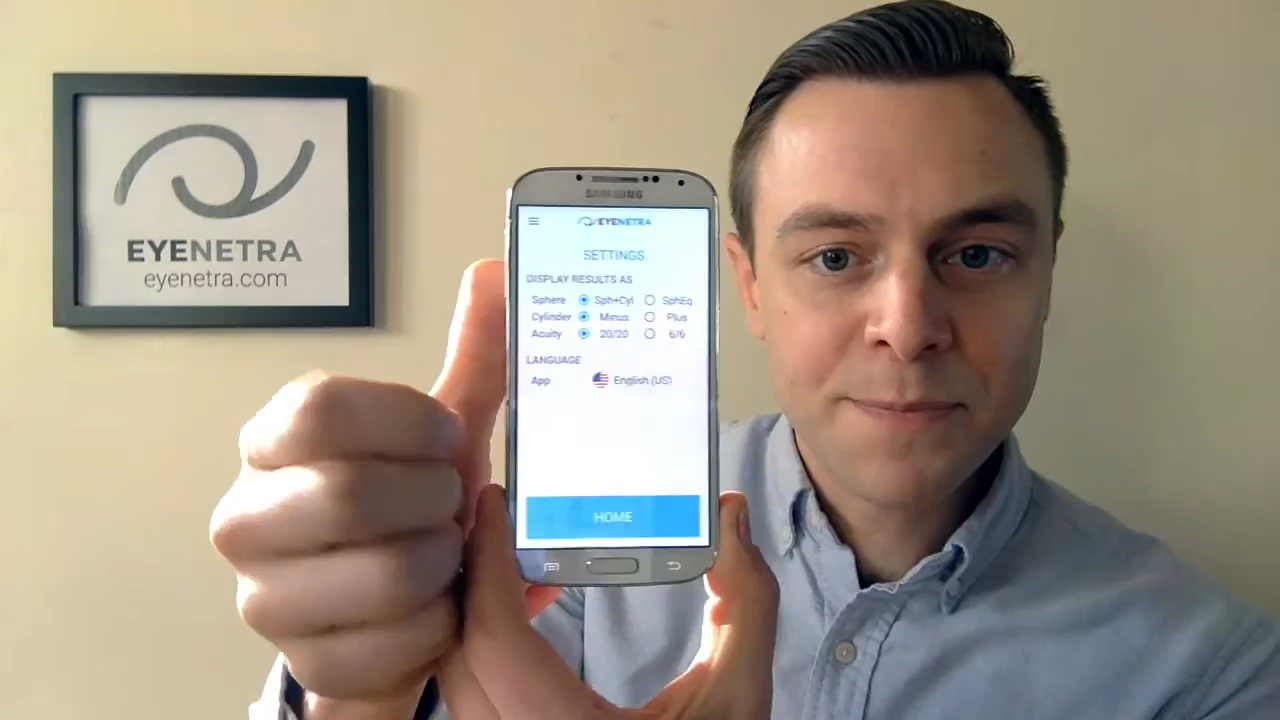 EYENETRA
eyenetra.com
SAMSUNG
EYENETRA
SETTINGS
DISPLAY RESULTS AS
Sphere Sph+Cyl SphEq
Cylinder Minus Plus
Acuity 20/20 6/6
LANGUAGE
App English (US)
HOME